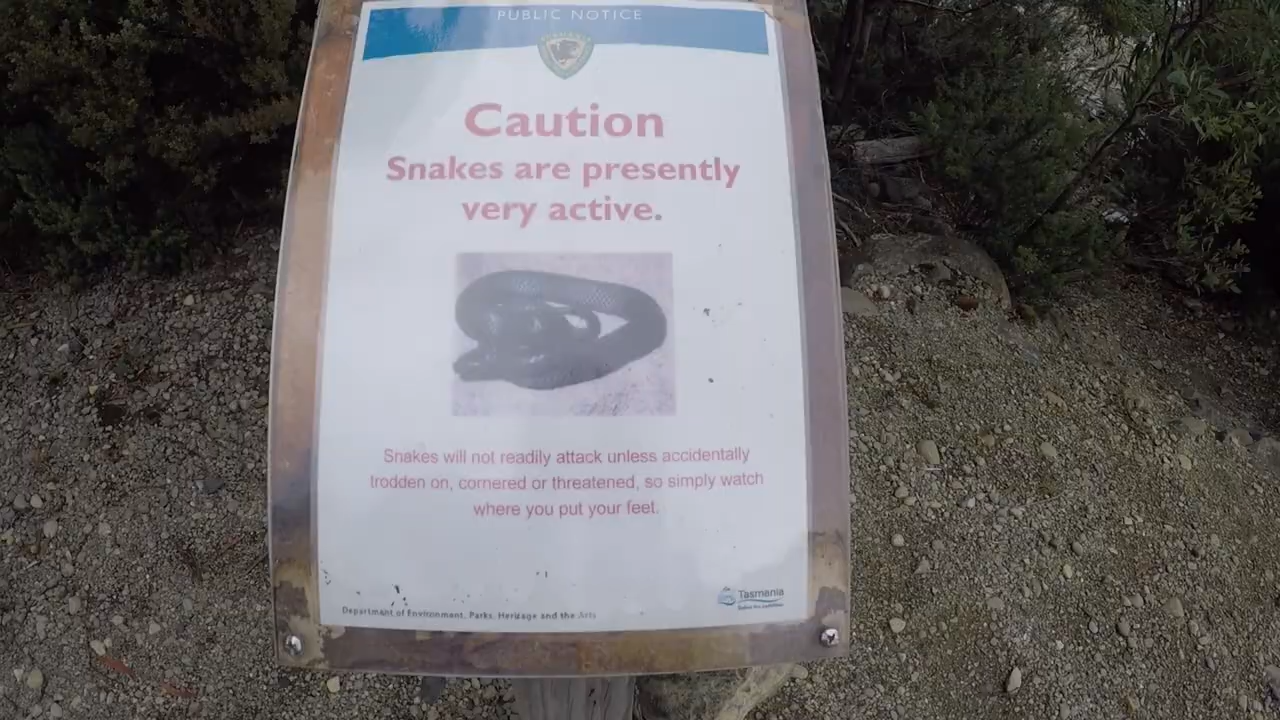 PUBLIC NOTICE
Caution
Snakes are presently
very active.
Snakes will not readily attack unless accidentally
trodden on, cornered or threatened, so simply watch
where you put your feet.
Department of Environment, Parks, Heritage and the Arts
Tasmania